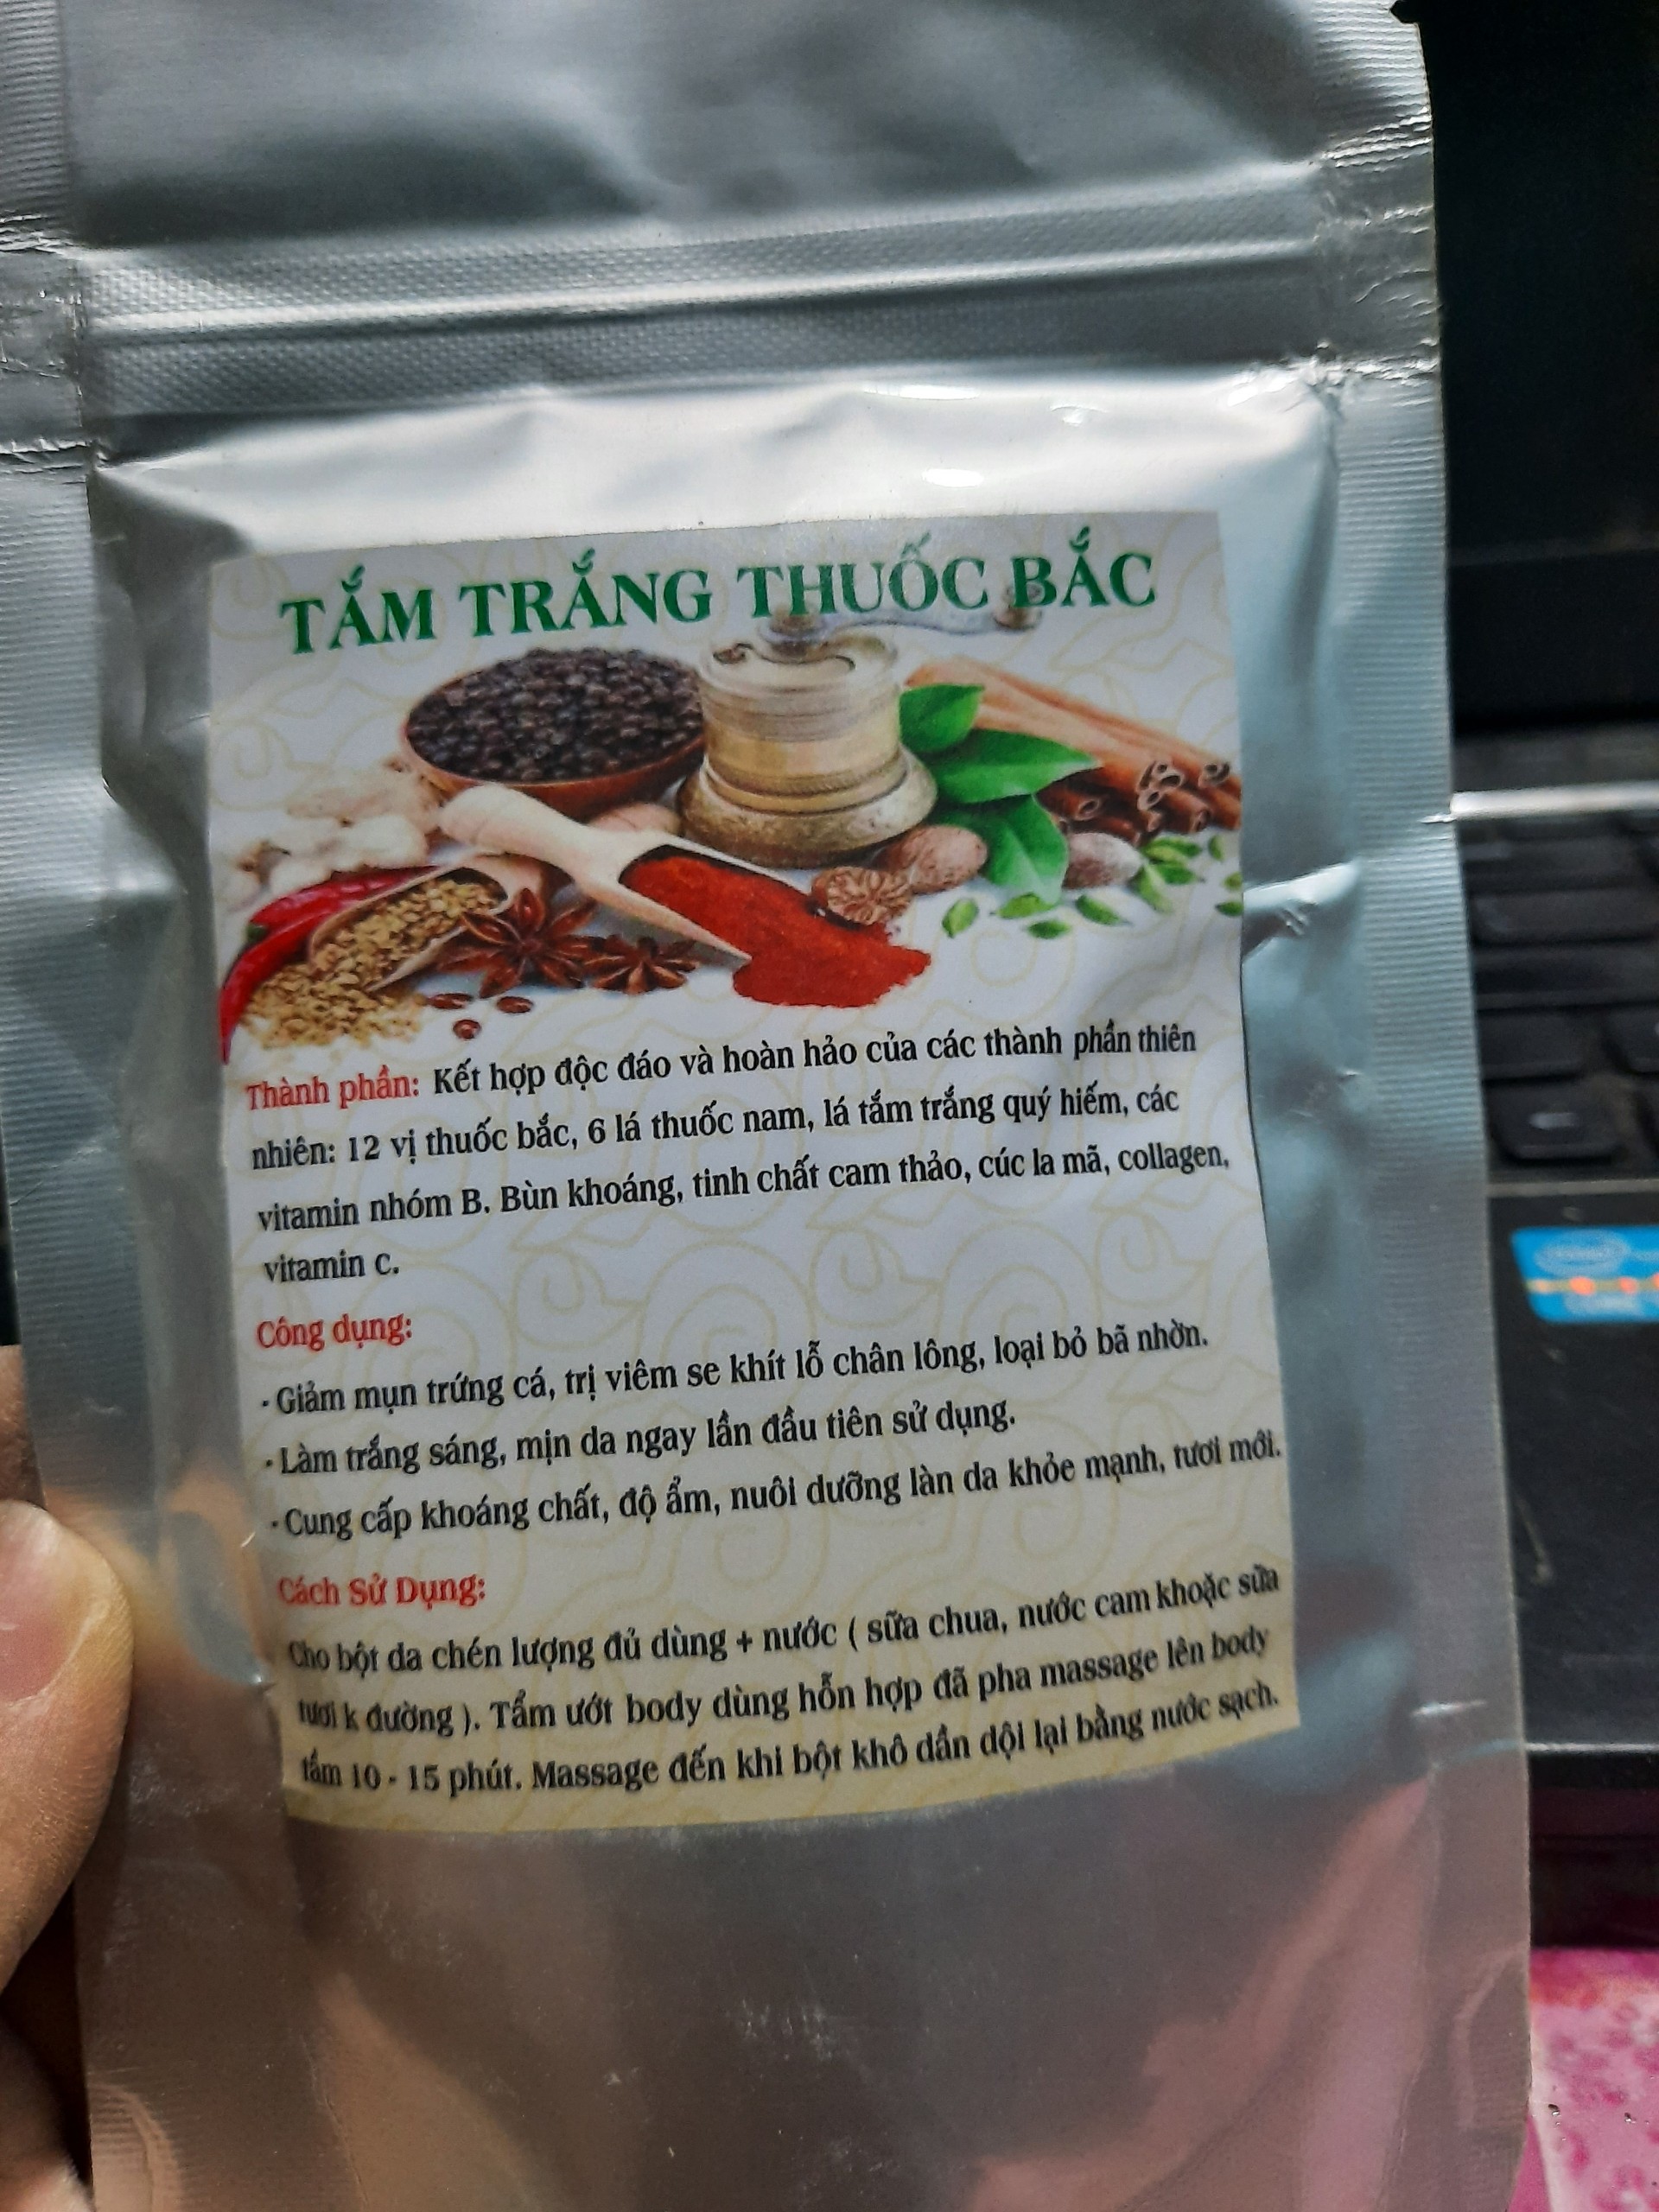 TẮM TRẮNG THUỐC BẮC
Thành phần: Kết hợp độc đáo và hoàn hảo của các thành phần thiên
nhiên: 12 vị thuốc bắc, 6 lá thuốc nam, lá tắm trắng quý hiếm, các
vitamin nhóm B. Bùn khoáng, tinh chất cam thảo, cúc la mã, collagen,
vitamin c.
Công dụng:
· Giảm mụn trứng cá, trị viêm se khít lỗ chân lông, loại bỏ bã nhờn.
· Làm trắng sáng, mịn da ngay lần đầu tiên sử dụng.
· Cung cấp khoáng chất, độ ẩm, nuôi dưỡng làn da khỏe mạnh, tươi mới.
Cách Sử Dụng:
Cho bột da chén lượng đủ dùng + nước ( sữa chua, nước cam khoặc sữa
tươi k đường ). Tẩm ướt body dùng hỗn hợp đã pha massage lên body
tầm 10 - 15 phút. Massage đến khi bột khô dần dội lại bằng nước sạch.